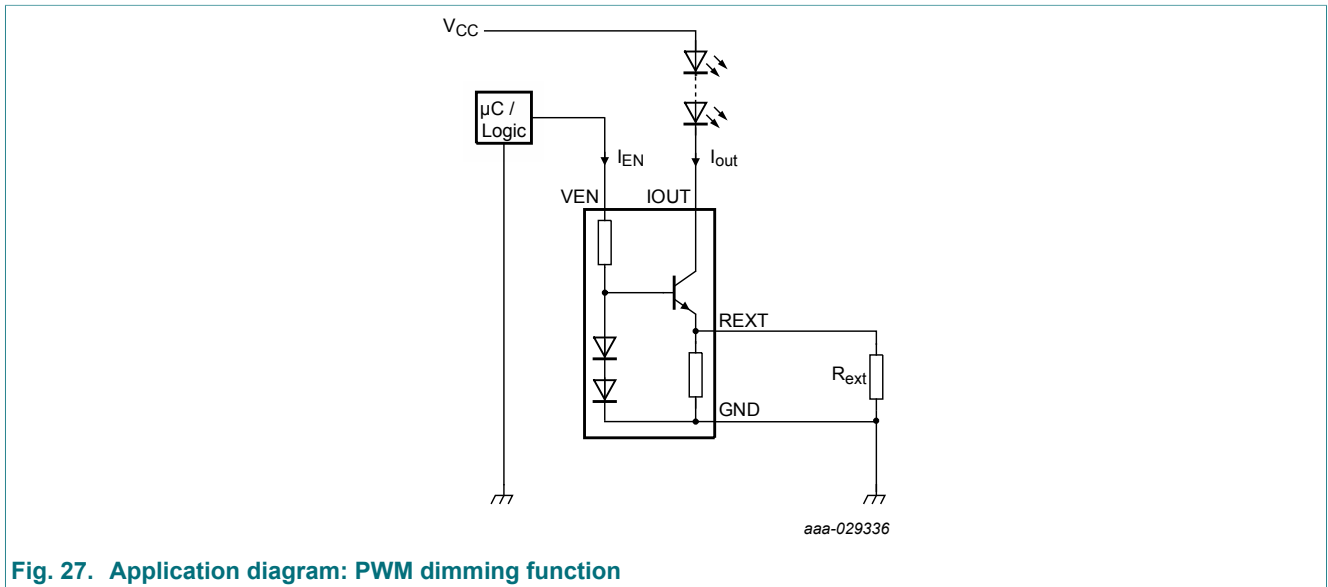 VCC
µC /
Logic
IEN
Iout
VEN
IOUT
REXT
Rext
GND
aaa-029336
Fig. 27. Application diagram: PWM dimming function